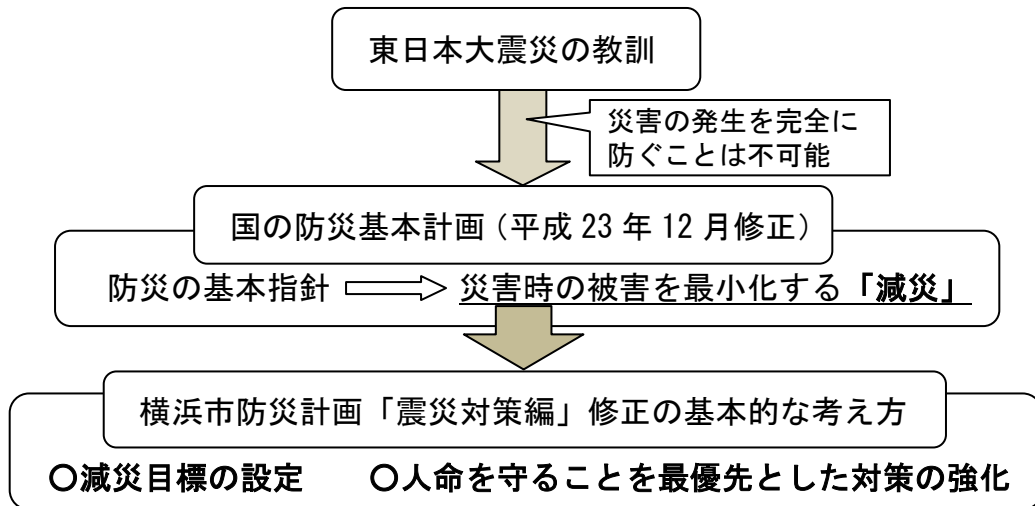 東日本大震災の教訓
災害の発生を完全に
防ぐことは不可能
国の防災基本計画（平成 23 年 12 月修正）
防災の基本指針
災害時の被害を最小化する「減災」
横浜市防災計画「震災対策編」修正の基本的な考え方
○減災目標の設定
○人命を守ることを最優先とした対策の強化